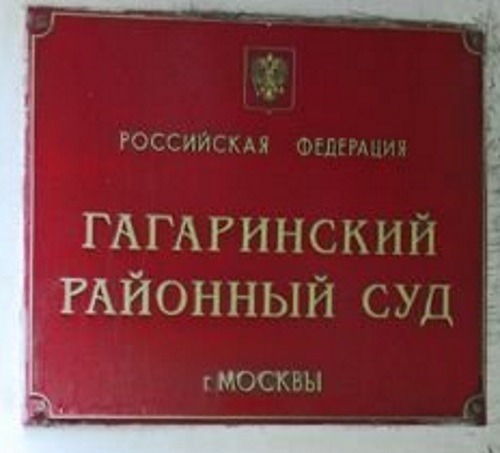 РОССИЙСКАЯ ФЕДЕРАЦИЯ
ГАГАРИНСКИЙ
РАЙОННЫЙ СУД
г. МОСКВЫ